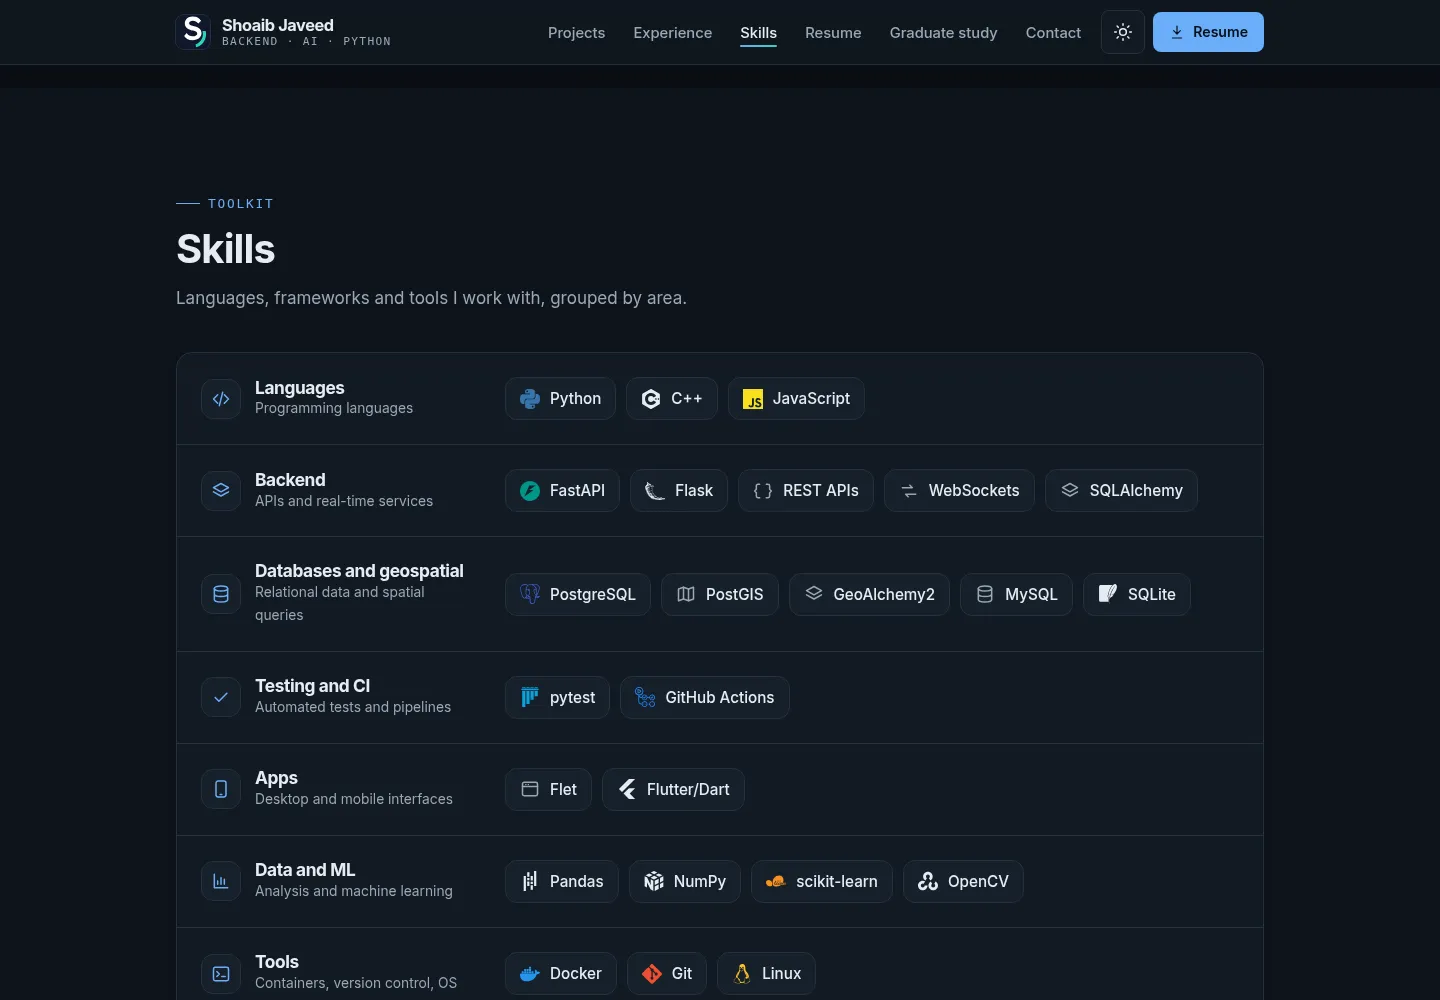 Shoaib Javeed
BACKEND · AI · PYTHON
Projects
Experience
Skills
Resume
Graduate study
Contact
Resume
TOOLKIT
Skills
Languages, frameworks and tools I work with, grouped by area.
Languages
Programming languages
Python
C++
JS
JavaScript
Backend
APIs and real-time services
FastAPI
Flask
REST APIs
WebSockets
SQLAlchemy
Databases and geospatial
Relational data and spatial
queries
PostgreSQL
PostGIS
GeoAlchemy2
MySQL
SQLite
Testing and CI
Automated tests and pipelines
pytest
GitHub Actions
Apps
Desktop and mobile interfaces
Flet
Flutter/Dart
Data and ML
Analysis and machine learning
Pandas
NumPy
scikit-learn
OpenCV
Tools
Containers, version control, OS
Docker
Git
Linux